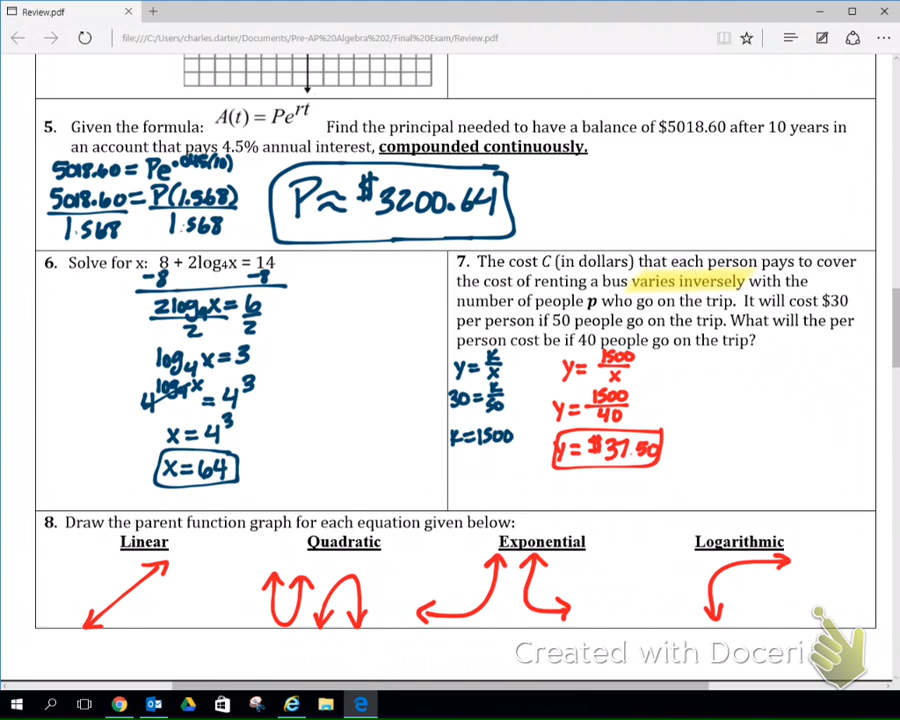 Review.pdf
file:///C:/Users/charles.darter/Documents/Pre-AP%20Algebra%202/Final%20Exam/Review.pdf
5. Given the formula: A(t) = Pe^rt Find the principal needed to have a balance of $5018.60 after 10 years in
an account that pays 4.5% annual interest, compounded continuously.
5018.60 = Pe^.045(10)
5018.60 = P(1.568)
1.568 1.568
P ≈ $3200.64
6. Solve for x: 8 + 2log₄x = 14
-8 -8
2log₄x = 6
2 2
log₄x = 3
4^log₄x = 4^3
x = 4^3
x = 64
7. The cost C (in dollars) that each person pays to cover
the cost of renting a bus varies inversely with the
number of people p who go on the trip. It will cost $30
per person if 50 people go on the trip. What will the per
person cost be if 40 people go on the trip?
y = K/x
30 = K/50
K = 1500
y = 1500/x
y = 1500/40
y = $37.50
8. Draw the parent function graph for each equation given below:
Linear Quadratic Exponential Logarithmic
Created with Doceri